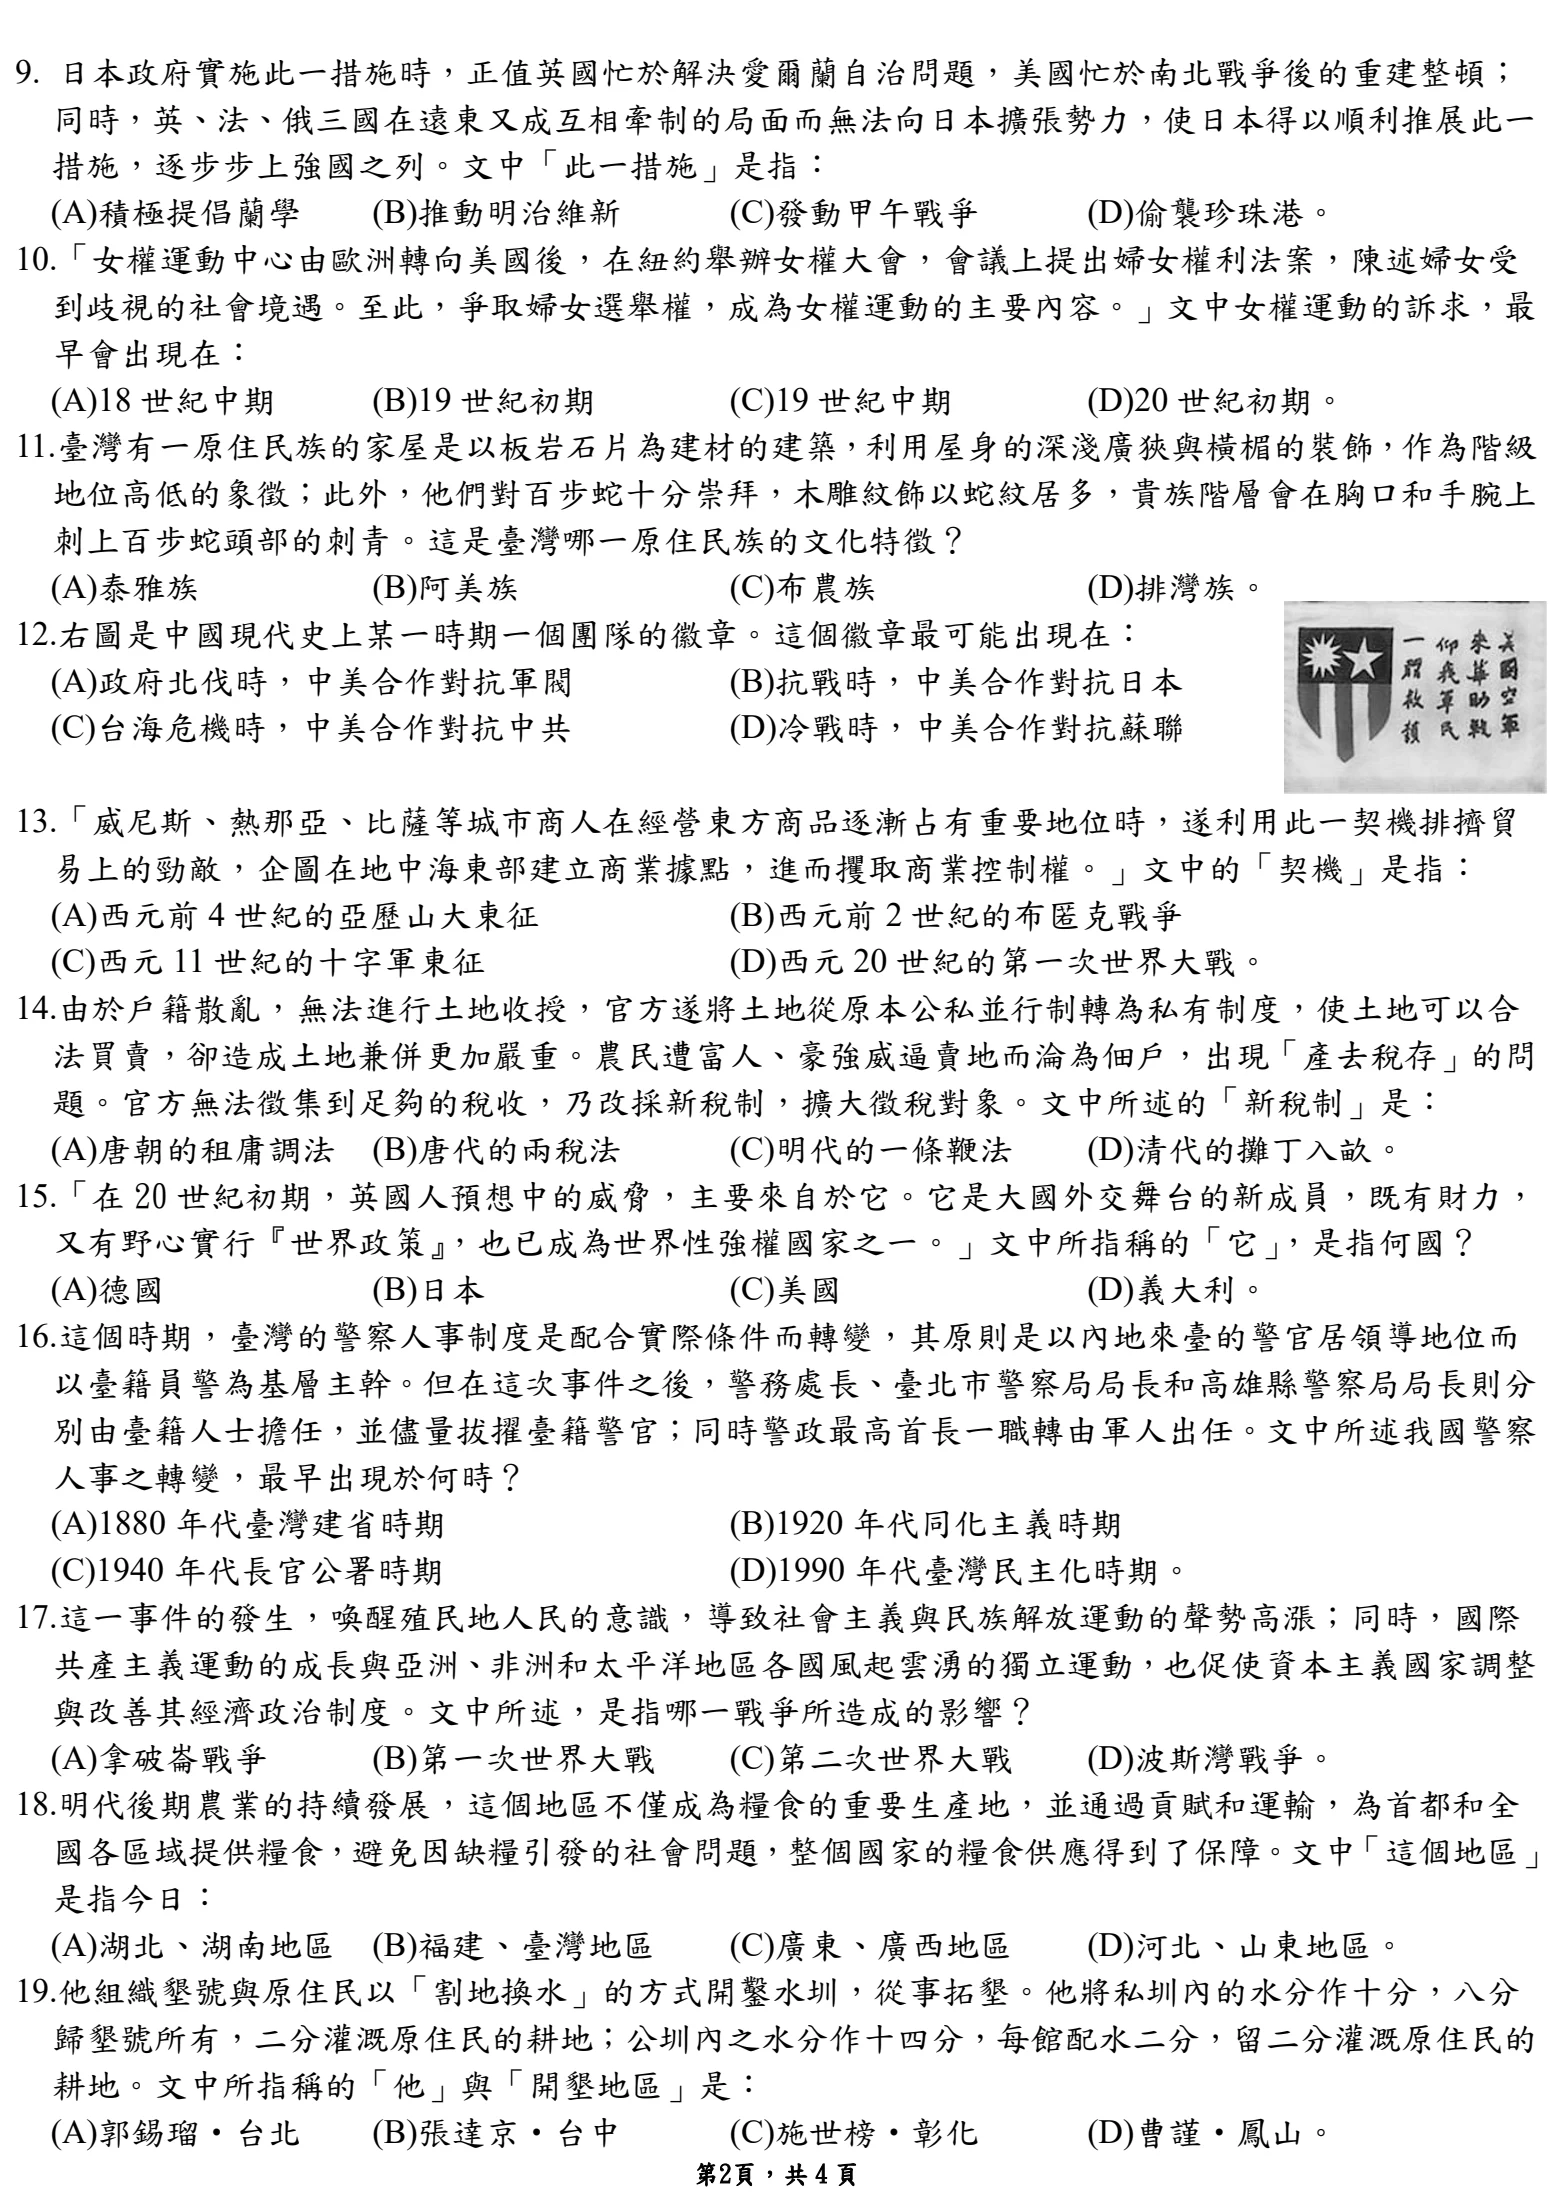 9. 日本政府實施此一措施時，正值英國忙於解決愛爾蘭自治問題，美國忙於南北戰爭後的重建整頓；
同時，英、法、俄三國在遠東又成互相牽制的局面而無法向日本擴張勢力，使日本得以順利推展此一
措施，逐步步上強國之列。文中「此一措施」是指：
(A)積極提倡蘭學 (B)推動明治維新 (C)發動甲午戰爭 (D)偷襲珍珠港。
10.「女權運動中心由歐洲轉向美國後，在紐約舉辦女權大會，會議上提出婦女權利法案，陳述婦女受
到歧視的社會境遇。至此，爭取婦女選舉權，成為女權運動的主要內容。」文中女權運動的訴求，最
早會出現在：
(A)18 世紀中期 (B)19 世紀初期 (C)19 世紀中期 (D)20 世紀初期。
11.臺灣有一原住民族的家屋是以板岩石片為建材的建築，利用屋身的深淺廣狹與橫楣的裝飾，作為階級
地位高低的象徵；此外，他們對百步蛇十分崇拜，木雕紋飾以蛇紋居多，貴族階層會在胸口和手腕上
刺上百步蛇頭部的刺青。這是臺灣哪一原住民族的文化特徵？
(A)泰雅族 (B)阿美族 (C)布農族 (D)排灣族。
12.右圖是中國現代史上某一時期一個團隊的徽章。這個徽章最可能出現在：
(A)政府北伐時，中美合作對抗軍閥 (B)抗戰時，中美合作對抗日本
(C)台海危機時，中美合作對抗中共 (D)冷戰時，中美合作對抗蘇聯
美國空軍
來華助戰
仰我軍民
一體救護
13.「威尼斯、熱那亞、比薩等城市商人在經營東方商品逐漸占有重要地位時，遂利用此一契機排擠貿
易上的勁敵，企圖在地中海東部建立商業據點，進而攫取商業控制權。」文中的「契機」是指：
(A)西元前 4 世紀的亞歷山大東征 (B)西元前 2 世紀的布匿克戰爭
(C)西元 11 世紀的十字軍東征 (D)西元 20 世紀的第一次世界大戰。
14.由於戶籍散亂，無法進行土地收授，官方遂將土地從原本公私並行制轉為私有制度，使土地可以合
法買賣，卻造成土地兼併更加嚴重。農民遭富人、豪強威逼賣地而淪為佃戶，出現「產去稅存」的問
題。官方無法徵集到足夠的稅收，乃改採新稅制，擴大徵稅對象。文中所述的「新稅制」是：
(A)唐朝的租庸調法 (B)唐代的兩稅法 (C)明代的一條鞭法 (D)清代的攤丁入畝。
15.「在 20 世紀初期，英國人預想中的威脅，主要來自於它。它是大國外交舞台的新成員，既有財力，
又有野心實行『世界政策』，也已成為世界性強權國家之一。」文中所指稱的「它」，是指何國？
(A)德國 (B)日本 (C)美國 (D)義大利。
16.這個時期，臺灣的警察人事制度是配合實際條件而轉變，其原則是以內地來臺的警官居領導地位而
以臺籍員警為基層主幹。但在這次事件之後，警務處長、臺北市警察局局長和高雄縣警察局局長則分
別由臺籍人士擔任，並儘量拔擢臺籍警官；同時警政最高首長一職轉由軍人出任。文中所述我國警察
人事之轉變，最早出現於何時？
(A)1880 年代臺灣建省時期 (B)1920 年代同化主義時期
(C)1940 年代長官公署時期 (D)1990 年代臺灣民主化時期。
17.這一事件的發生，喚醒殖民地人民的意識，導致社會主義與民族解放運動的聲勢高漲；同時，國際
共產主義運動的成長與亞洲、非洲和太平洋地區各國風起雲湧的獨立運動，也促使資本主義國家調整
與改善其經濟政治制度。文中所述，是指哪一戰爭所造成的影響？
(A)拿破崙戰爭 (B)第一次世界大戰 (C)第二次世界大戰 (D)波斯灣戰爭。
18.明代後期農業的持續發展，這個地區不僅成為糧食的重要生產地，並通過貢賦和運輸，為首都和全
國各區域提供糧食，避免因缺糧引發的社會問題，整個國家的糧食供應得到了保障。文中「這個地區」
是指今日：
(A)湖北、湖南地區 (B)福建、臺灣地區 (C)廣東、廣西地區 (D)河北、山東地區。
19.他組織墾號與原住民以「割地換水」的方式開鑿水圳，從事拓墾。他將私圳內的水分作十分，八分
歸墾號所有，二分灌溉原住民的耕地；公圳內之水分作十四分，每館配水二分，留二分灌溉原住民的
耕地。文中所指稱的「他」與「開墾地區」是：
(A)郭錫瑠‧台北 (B)張達京‧台中 (C)施世榜‧彰化 (D)曹謹‧鳳山。
第2頁，共 4 頁